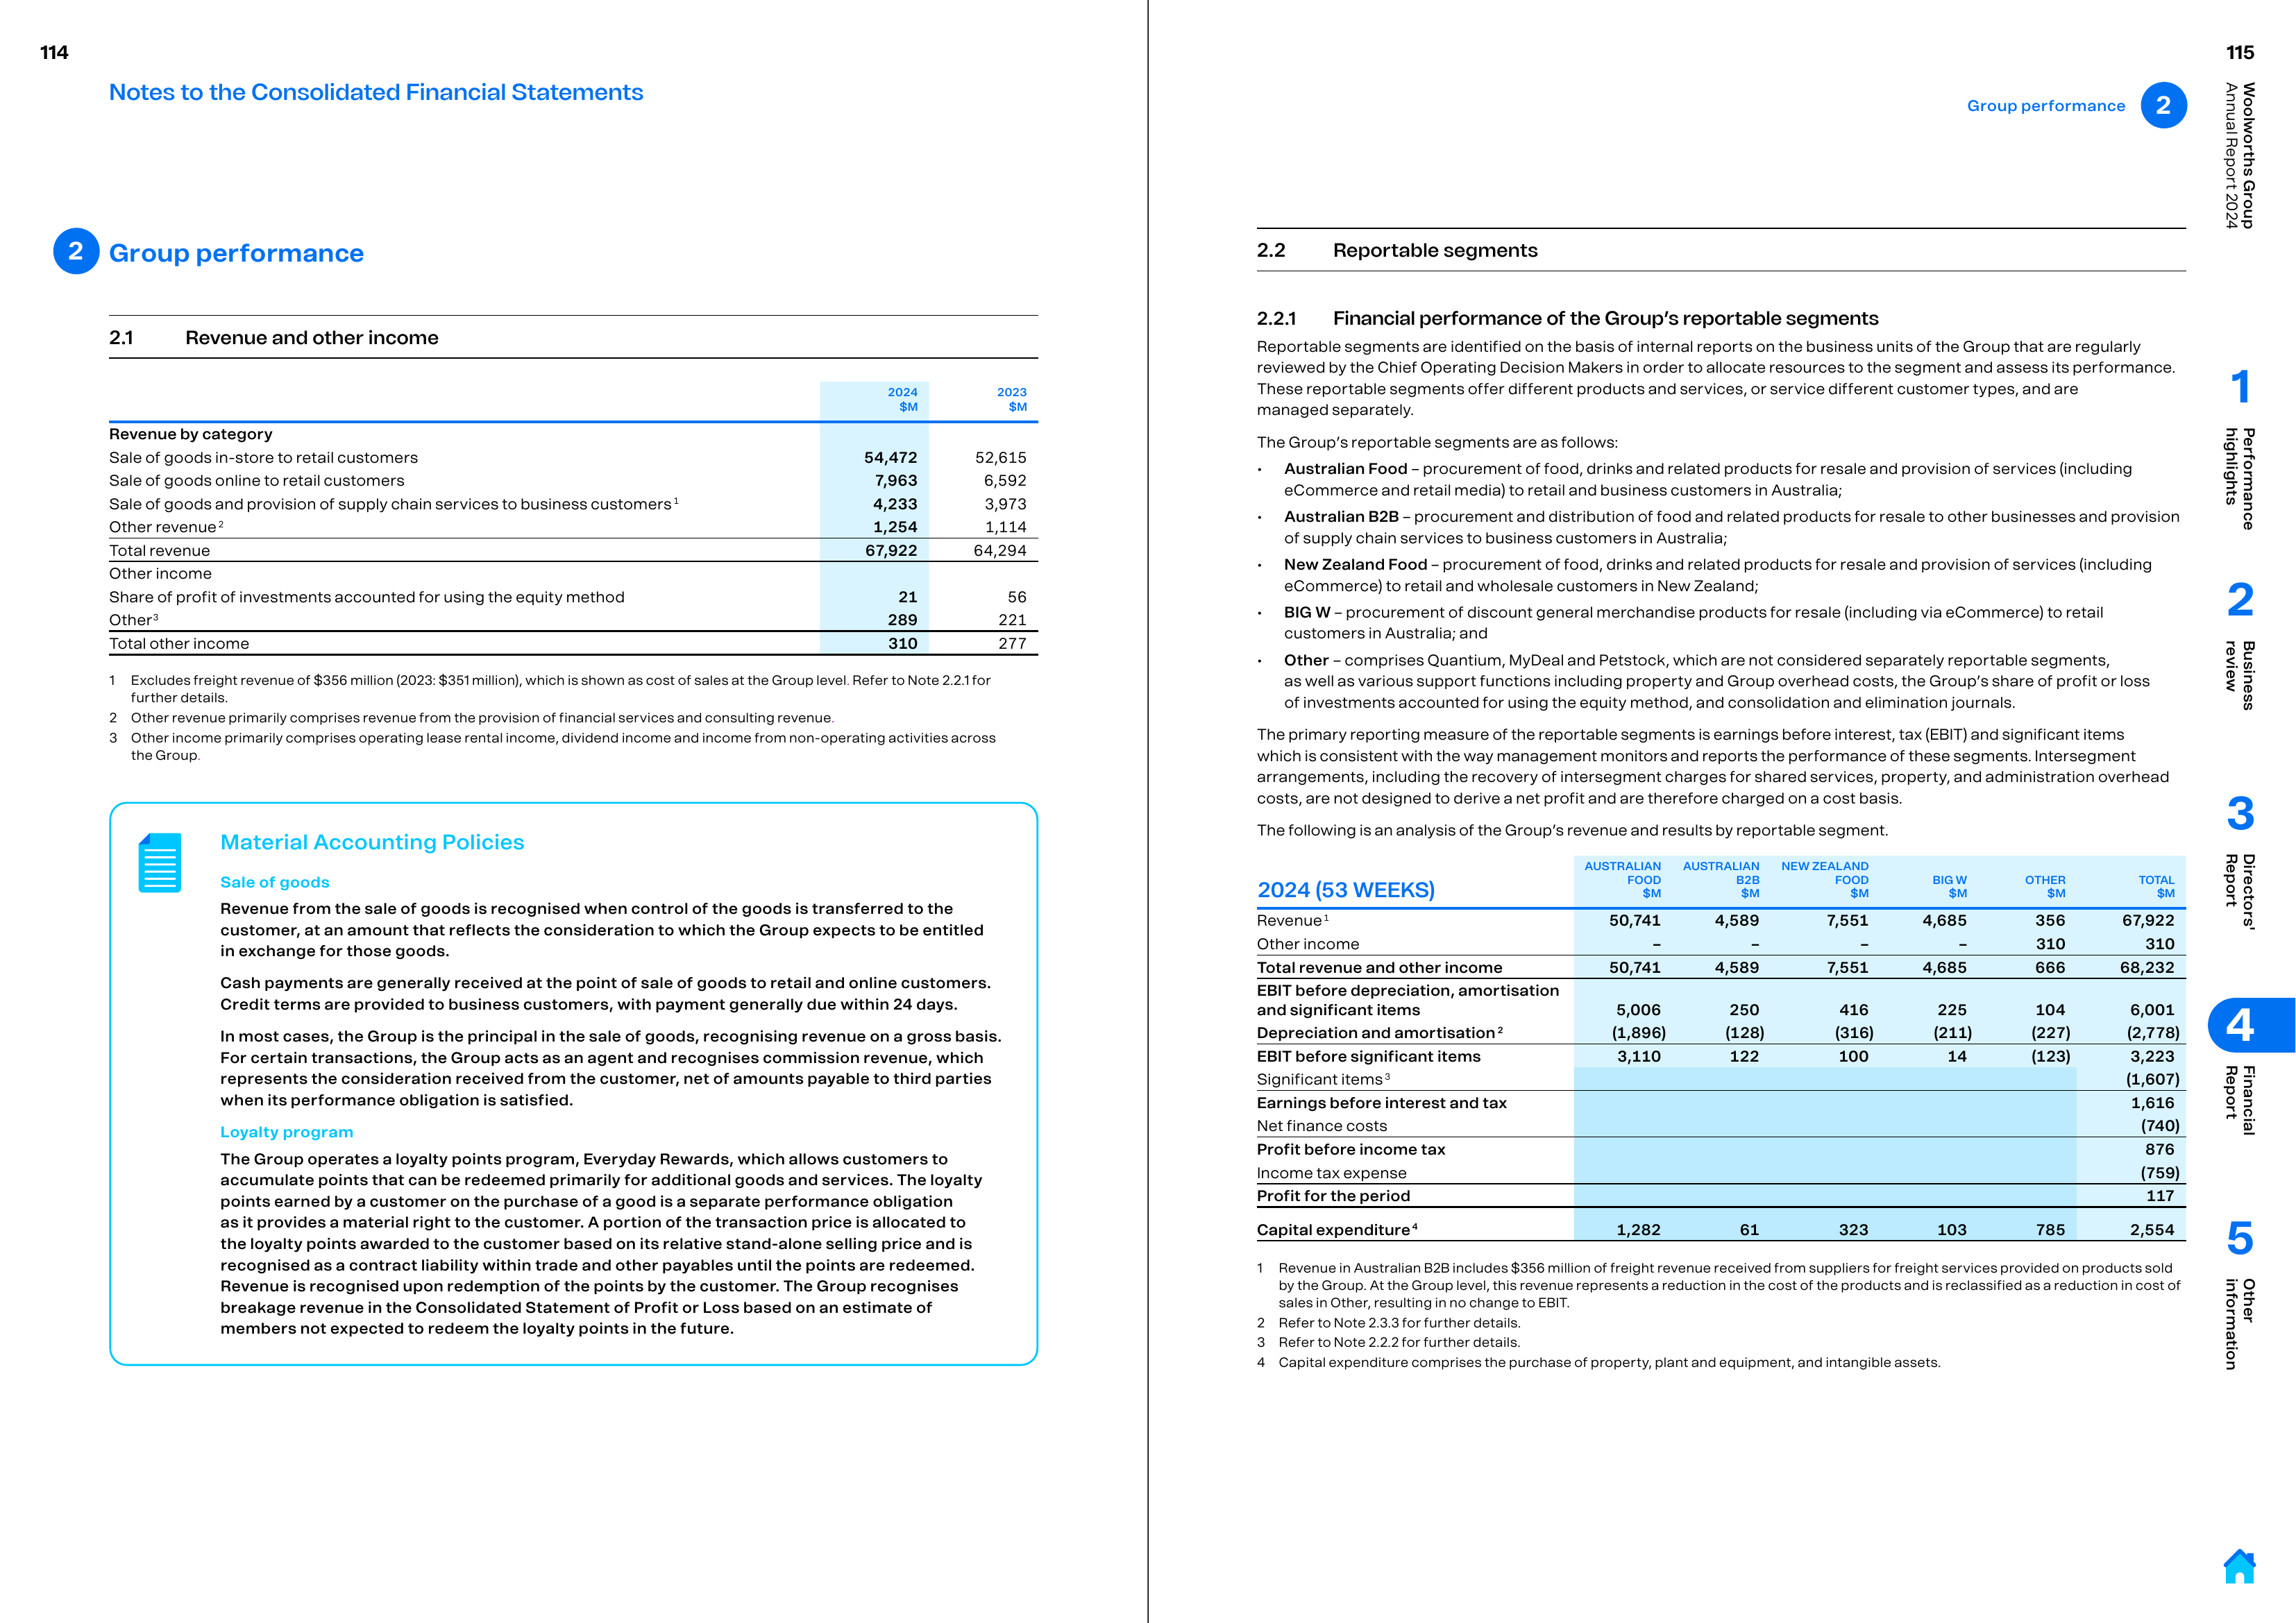 114
Notes to the Consolidated Financial Statements
2 Group performance
2.1 Revenue and other income
2024 2023
$M $M
Revenue by category
Sale of goods in-store to retail customers 54,472 52,615
Sale of goods online to retail customers 7,963 6,592
Sale of goods and provision of supply chain services to business customers 1 4,233 3,973
Other revenue 2 1,254 1,114
Total revenue 67,922 64,294
Other income
Share of profit of investments accounted for using the equity method 21 56
Other 3 289 221
Total other income 310 277
1 Excludes freight revenue of $356 million (2023: $351 million), which is shown as cost of sales at the Group level. Refer to Note 2.2.1 for
further details.
2 Other revenue primarily comprises revenue from the provision of financial services and consulting revenue.
3 Other income primarily comprises operating lease rental income, dividend income and income from non-operating activities across
the Group.
Material Accounting Policies
Sale of goods
Revenue from the sale of goods is recognised when control of the goods is transferred to the
customer, at an amount that reflects the consideration to which the Group expects to be entitled
in exchange for those goods.
Cash payments are generally received at the point of sale of goods to retail and online customers.
Credit terms are provided to business customers, with payment generally due within 24 days.
In most cases, the Group is the principal in the sale of goods, recognising revenue on a gross basis.
For certain transactions, the Group acts as an agent and recognises commission revenue, which
represents the consideration received from the customer, net of amounts payable to third parties
when its performance obligation is satisfied.
Loyalty program
The Group operates a loyalty points program, Everyday Rewards, which allows customers to
accumulate points that can be redeemed primarily for additional goods and services. The loyalty
points earned by a customer on the purchase of a good is a separate performance obligation
as it provides a material right to the customer. A portion of the transaction price is allocated to
the loyalty points awarded to the customer based on its relative stand-alone selling price and is
recognised as a contract liability within trade and other payables until the points are redeemed.
Revenue is recognised upon redemption of the points by the customer. The Group recognises
breakage revenue in the Consolidated Statement of Profit or Loss based on an estimate of
members not expected to redeem the loyalty points in the future.
Group performance 2
2.2 Reportable segments
2.2.1 Financial performance of the Group's reportable segments
Reportable segments are identified on the basis of internal reports on the business units of the Group that are regularly
reviewed by the Chief Operating Decision Makers in order to allocate resources to the segment and assess its performance.
These reportable segments offer different products and services, or service different customer types, and are
managed separately.
The Group's reportable segments are as follows:
• Australian Food – procurement of food, drinks and related products for resale and provision of services (including
eCommerce and retail media) to retail and business customers in Australia;
• Australian B2B – procurement and distribution of food and related products for resale to other businesses and provision
of supply chain services to business customers in Australia;
• New Zealand Food – procurement of food, drinks and related products for resale and provision of services (including
eCommerce) to retail and wholesale customers in New Zealand;
• BIG W – procurement of discount general merchandise products for resale (including via eCommerce) to retail
customers in Australia; and
• Other – comprises Quantium, MyDeal and Petstock, which are not considered separately reportable segments,
as well as various support functions including property and Group overhead costs, the Group's share of profit or loss
of investments accounted for using the equity method, and consolidation and elimination journals.
The primary reporting measure of the reportable segments is earnings before interest, tax (EBIT) and significant items
which is consistent with the way management monitors and reports the performance of these segments. Intersegment
arrangements, including the recovery of intersegment charges for shared services, property, and administration overhead
costs, are not designed to derive a net profit and are therefore charged on a cost basis.
The following is an analysis of the Group's revenue and results by reportable segment.
AUSTRALIAN AUSTRALIAN NEW ZEALAND
FOOD B2B FOOD BIG W OTHER TOTAL
2024 (53 WEEKS) $M $M $M $M $M $M
Revenue 1 50,741 4,589 7,551 4,685 356 67,922
Other income – – – – 310 310
Total revenue and other income 50,741 4,589 7,551 4,685 666 68,232
EBIT before depreciation, amortisation
and significant items 5,006 250 416 225 104 6,001
Depreciation and amortisation 2 (1,896) (128) (316) (211) (227) (2,778)
EBIT before significant items 3,110 122 100 14 (123) 3,223
Significant items 3 (1,607)
Earnings before interest and tax 1,616
Net finance costs (740)
Profit before income tax 876
Income tax expense (759)
Profit for the period 117
Capital expenditure 4 1,282 61 323 103 785 2,554
1 Revenue in Australian B2B includes $356 million of freight revenue received from suppliers for freight services provided on products sold
by the Group. At the Group level, this revenue represents a reduction in the cost of the products and is reclassified as a reduction in cost of
sales in Other, resulting in no change to EBIT.
2 Refer to Note 2.3.3 for further details.
3 Refer to Note 2.2.2 for further details.
4 Capital expenditure comprises the purchase of property, plant and equipment, and intangible assets.
115
Woolworths Group
Annual Report 2024
1
Performance
highlights
2
Business
review
3
Directors'
Report
4
Financial
Report
5
Other
information